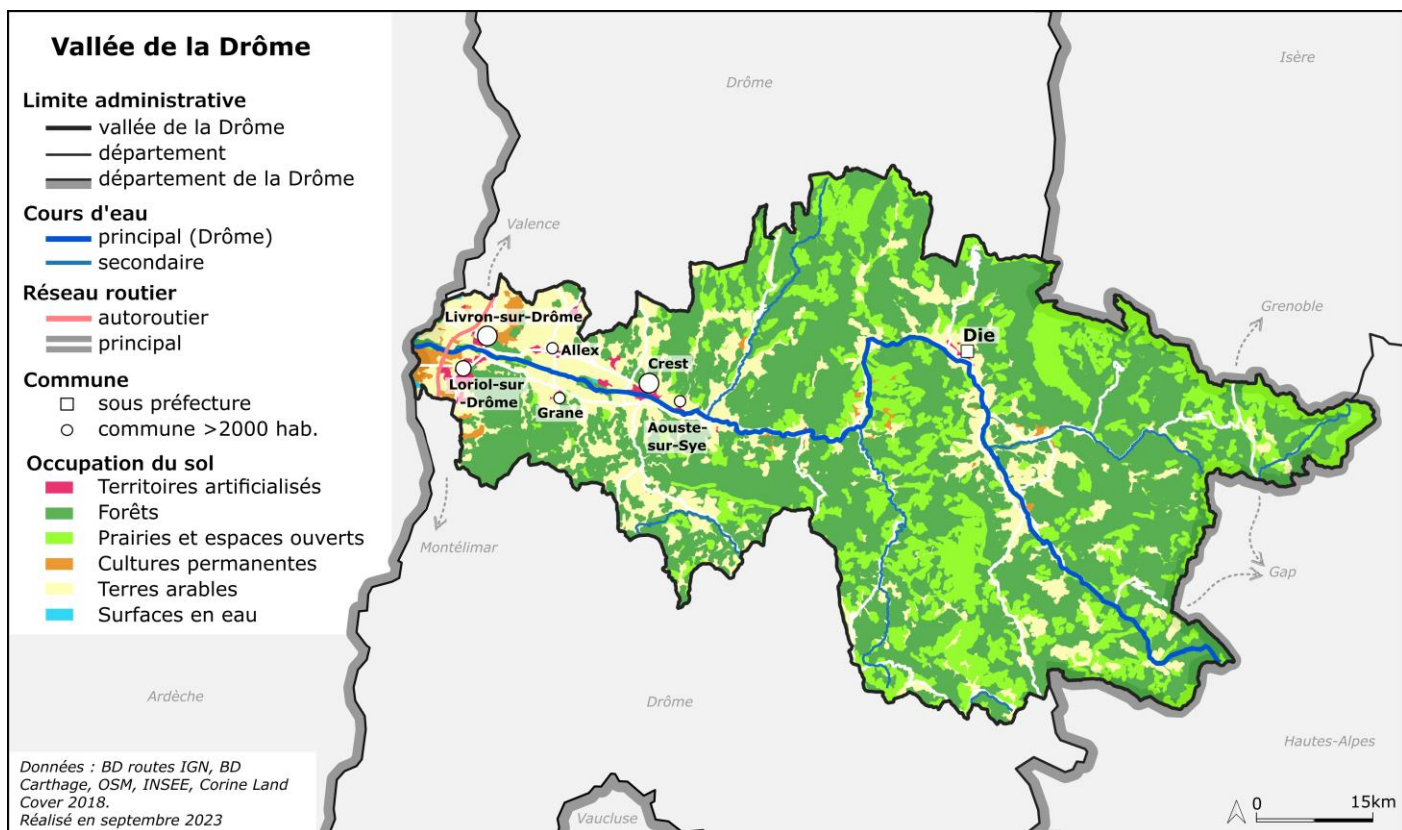 Vallée de la Drôme
Limite administrative
vallée de la Drôme
département
département de la Drôme
Cours d'eau
principal (Drôme)
secondaire
Réseau routier
autoroutier
principal
Commune
sous préfecture
commune >2000 hab.
Occupation du sol
Territoires artificialisés
Forêts
Prairies et espaces ouverts
Cultures permanentes
Terres arables
Surfaces en eau
Données : BD routes IGN, BD
Carthage, OSM, INSEE, Corine Land
Cover 2018.
Réalisé en septembre 2023
Drôme
Isère
Valence
Grenoble
Livron-sur-Drôme
Allex
Die
Crest
Loriol-sur
-Drôme
Grane
Aouste-
sur-Sye
Montélimar
Gap
Ardèche
Drôme
Hautes-Alpes
Vaucluse
0 15km